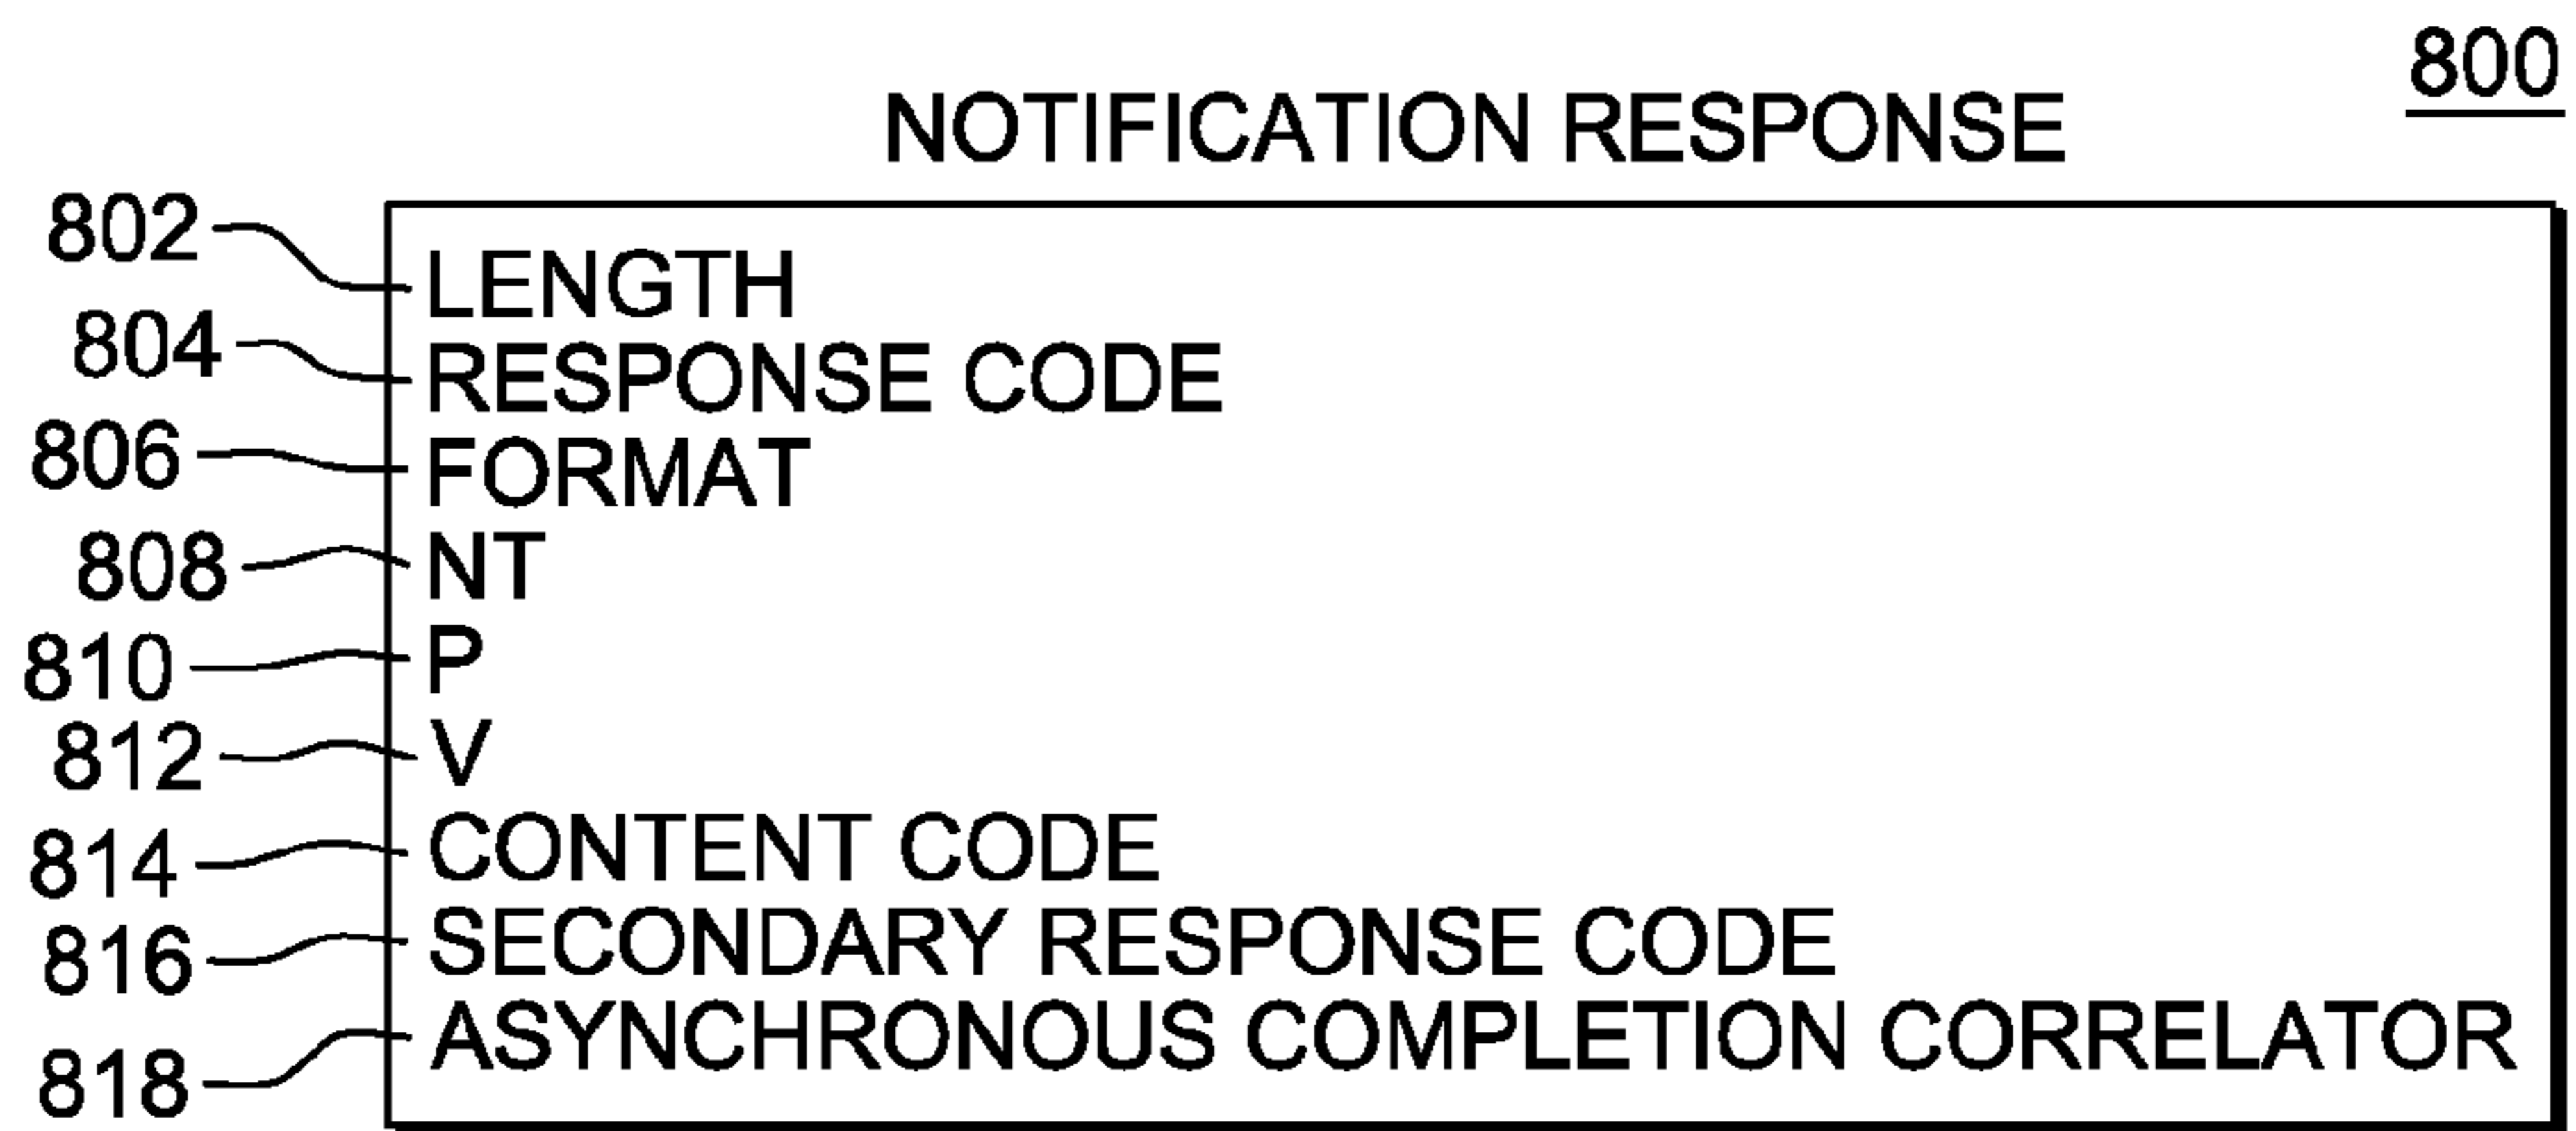 800
NOTIFICATION RESPONSE
802 LENGTH
804 RESPONSE CODE
806 FORMAT
808 NT
810 P
812 V
814 CONTENT CODE
816 SECONDARY RESPONSE CODE
818 ASYNCHRONOUS COMPLETION CORRELATOR